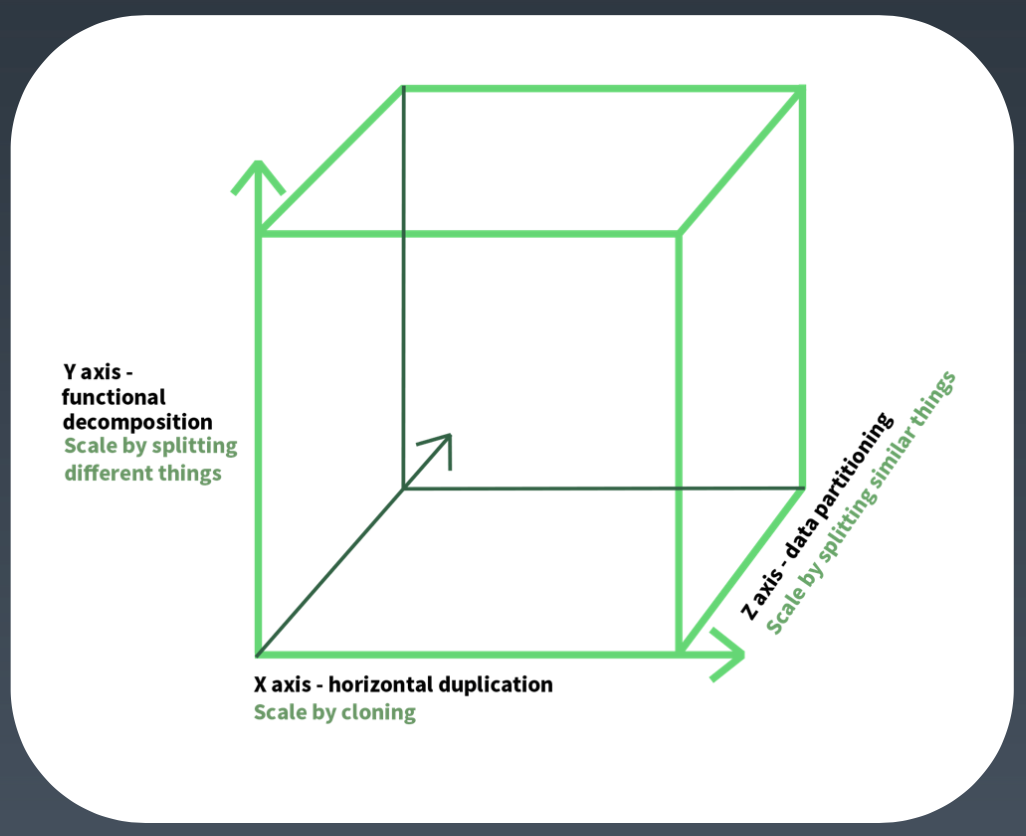 Y axis -
functional
decomposition
Scale by splitting
different things
Z axis - data partitioning
Scale by splitting similar things
X axis - horizontal duplication
Scale by cloning